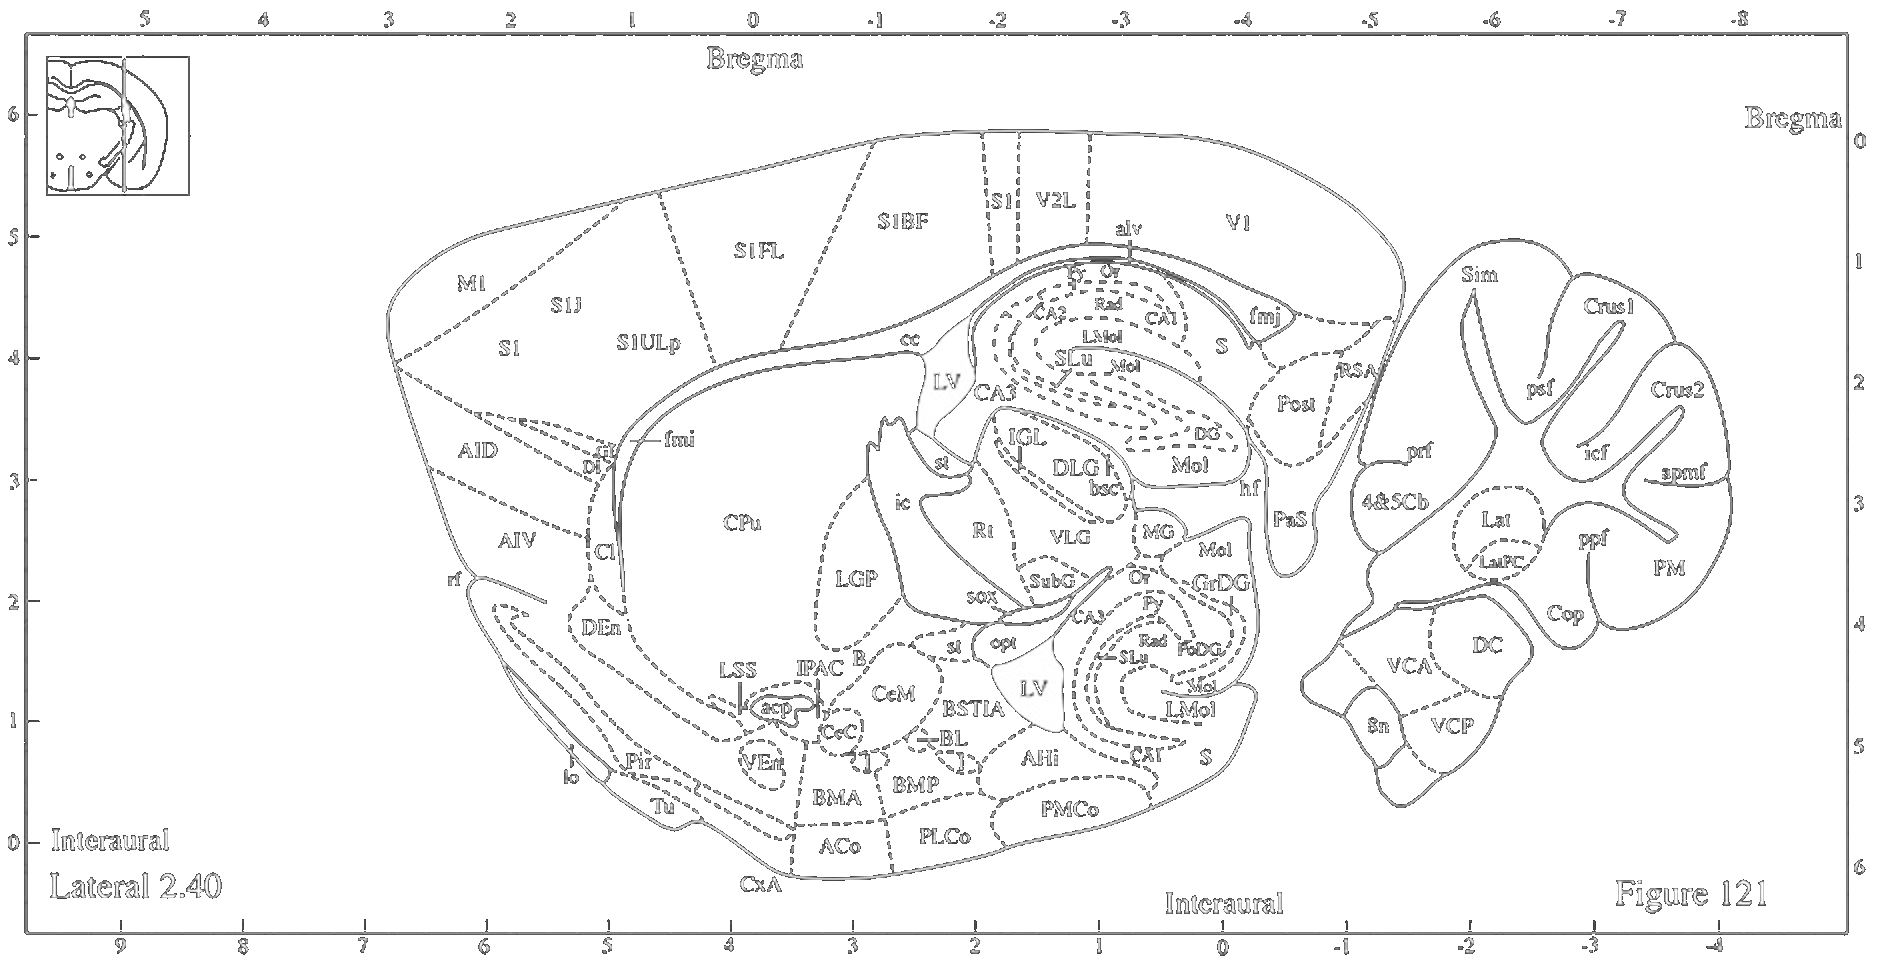 5 4 3 2 1 0 -1 -2 -3 -4 -5 -6 -7 -8
Bregma
Bregma
6
5
4
3
2
1
0
0
1
2
3
4
5
6
S1 V2L
S1BF V1
alv
S1FL
M1 S1J
Py Or Sim
CA2 Rad CA1 fmj Crus1
S1 S1ULp cc LMol S
SLu Mol RSA
LV CA3 Post psf Crus2
AID GI DI fmi IGL DG
st DLG Mol prf icf
bsc hf apmf
ic 4&5Cb
CPu Rt VLG MG PaS Lat
AIV Cl Mol ppf
LatPC PM
rf LGP SubG Or GrDG
sox Py
DEn CA3 Cop
B st opt Rad PoDG DC
LSS IPAC SLu VCA
CeM LV Mol
acp BSTIA LMol
CeC BL 8n VCP
Pir VEn I I AHi CA1 S
lo BMP
Tu BMA PMCo
ACo PLCo
Interaural
Lateral 2.40
CxA
Interaural
Figure 121
9 8 7 6 5 4 3 2 1 0 -1 -2 -3 -4